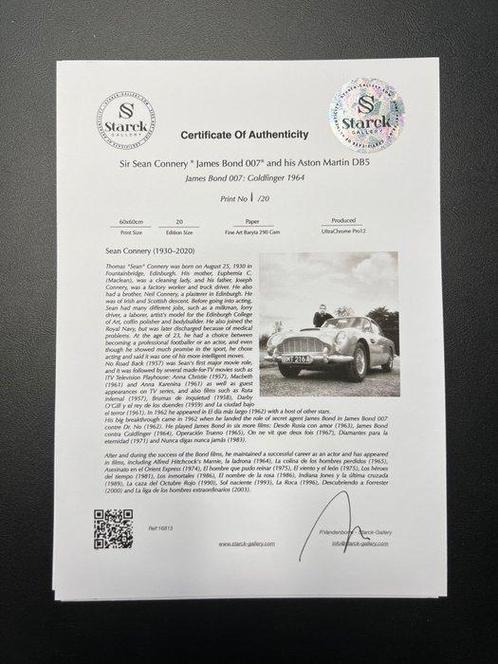 STARCK-GALLERY.COM
SS
Starck
GALLERY
30 DAYS/30JOURS
SS
Starck
GALLERY
Certificate Of Authenticity
Sir Sean Connery " James Bond 007" and his Aston Martin DB5
James Bond 007: Goldfinger 1964
Print No 1 /20
60x60cm 20 Paper Produced
Print Size Edition Size Fine Art Baryta 290 Gsm UltraChrome Pro12
Sean Connery (1930-2020)
Thomas "Sean" Connery was born on August 25, 1930 in
Fountainbridge, Edinburgh. His mother, Euphemia C.
(Maclean), was a cleaning lady, and his father, Joseph
Connery, was a factory worker and truck driver. He also
had a brother, Neil Connery, a plasterer in Edinburgh. He
was of Irish and Scottish descent. Before going into acting,
Sean had many different jobs, such as a milkman, lorry
driver, a laborer, artist's model for the Edinburgh College
of Art, coffin polisher and bodybuilder. He also joined the
Royal Navy, but was later discharged because of medical
problems. At the age of 23, he had a choice between
becoming a professional footballer or an actor, and even
though he showed much promise in the sport, he chose
acting and said it was one of his more intelligent moves.
No Road Back (1957) was Sean's first major movie role,
and it was followed by several made-for-TV movies such as
ITV Television Playhouse: Anna Christie (1957), Macbeth
(1961) and Anna Karenina (1961) as well as guest
appearances on TV series, and also films such as Ruta
Infernal (1957), Brumas de inquietud (1958), Darby
O'Gill y el rey de los duendes (1959) and La ciudad bajo
el terror (1961). In 1962 he appeared in El día más largo (1962) with a host of other stars.
His big breakthrough came in 1962 when he landed the role of secret agent James Bond in James Bond 007
contre Dr. No (1962). He played James Bond in six more films: Desde Rusia con amor (1963), James Bond
contra Goldfinger (1964), Operación Trueno (1965), On ne vit que deux fois (1967), Diamantes para la
eternidad (1971) and Nunca digas nunca jamás (1983).
After and during the success of the Bond films, he maintained a successful career as an actor and has appeared
in films, including Alfred Hitchcock's Marnie, la ladrona (1964), La colina de los hombres perdidos (1965),
Asesinato en el Orient Express (1974), El hombre que pudo reinar (1975), El viento y el león (1975), Los héroes
del tiempo (1981), Los inmortales (1986), El nombre de la rosa (1986), Indiana Jones y la última cruzada
(1989), La caza del Octubre Rojo (1990), Sol naciente (1993), La Roca (1996), Descubriendo a Forrester
(2000) and La liga de los hombres extraordinarios (2003).
Ref:16813
www.starck-gallery.com
P.Vandenborre - Starck-Gallery
info@starck-gallery.com